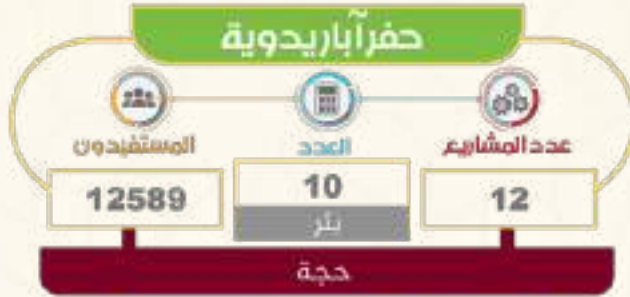 حفر آبار يدوية
عدد المشاريع
العدد
المستفيدون
12
10
12589
بئر
حجة